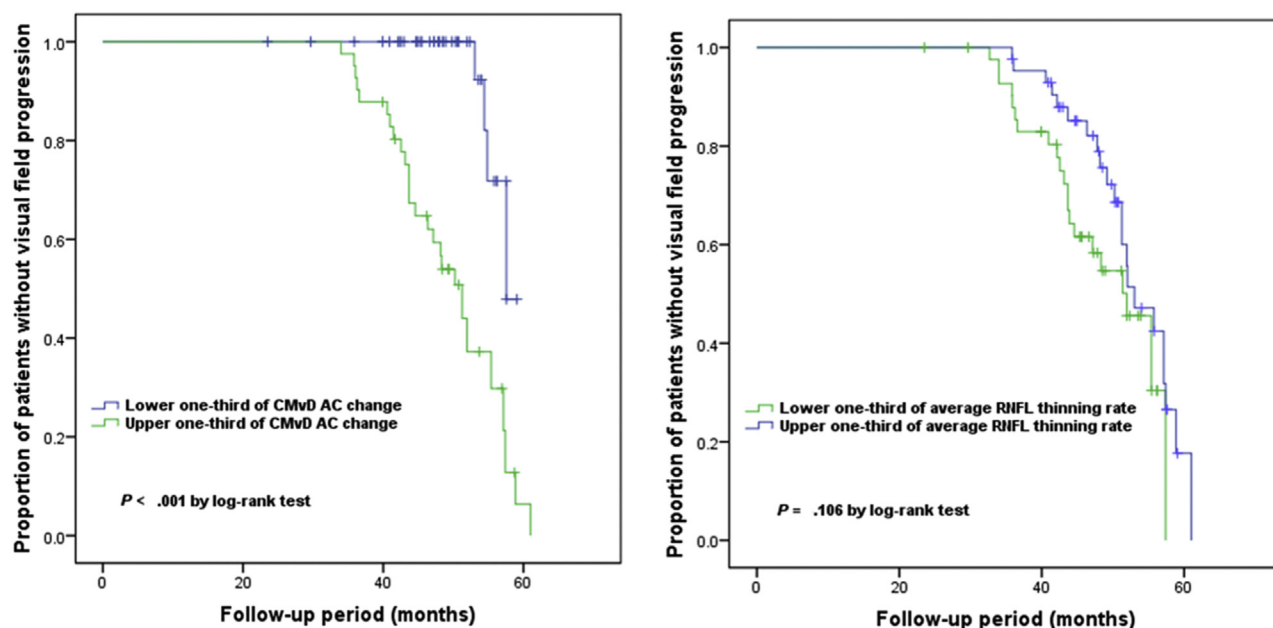 Proportion of patients without visual field progression
1.0
0.8
0.6
0.4
0.2
0.0
Lower one-third of CMvD AC change
Upper one-third of CMvD AC change
P < .001 by log-rank test
0 20 40 60
Follow-up period (months)
Proportion of patients without visual field progression
1.0
0.8
0.6
0.4
0.2
0.0
Lower one-third of average RNFL thinning rate
Upper one-third of average RNFL thinning rate
P = .106 by log-rank test
0 20 40 60
Follow-up period (months)